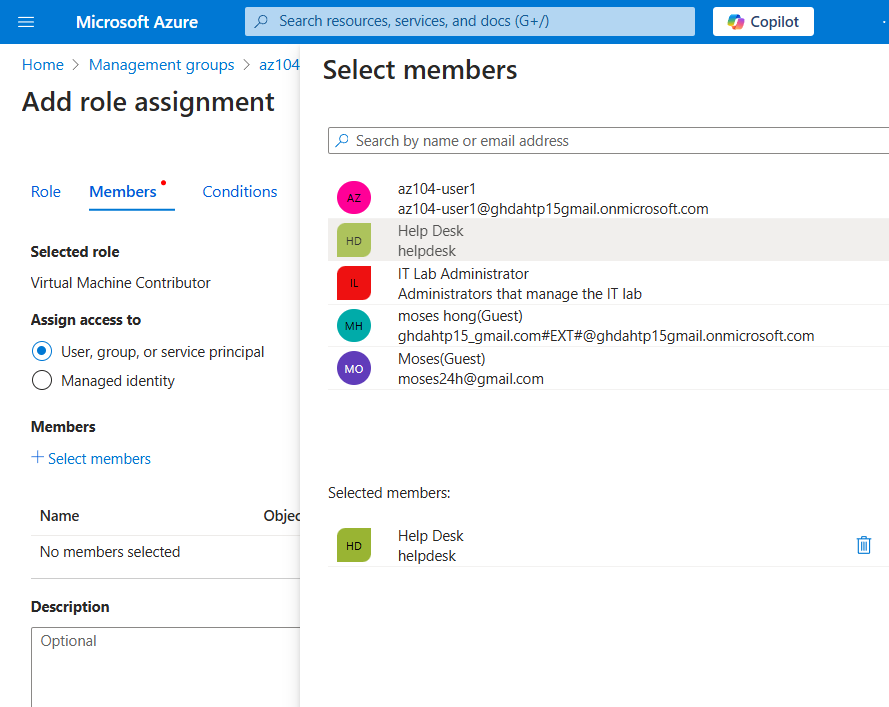 Microsoft Azure
Search resources, services, and docs (G+/)
Copilot
Home > Management groups > az104
Add role assignment
Role
Members
Conditions
Selected role
Virtual Machine Contributor
Assign access to
User, group, or service principal
Managed identity
Members
+ Select members
Name
Objec
No members selected
Description
Optional
Select members
Search by name or email address
AZ
az104-user1
az104-user1@ghdahtp15gmail.onmicrosoft.com
HD
Help Desk
helpdesk
IL
IT Lab Administrator
Administrators that manage the IT lab
MH
moses hong(Guest)
ghdahtp15_gmail.com#EXT#@ghdahtp15gmail.onmicrosoft.com
MO
Moses(Guest)
moses24h@gmail.com
Selected members:
HD
Help Desk
helpdesk